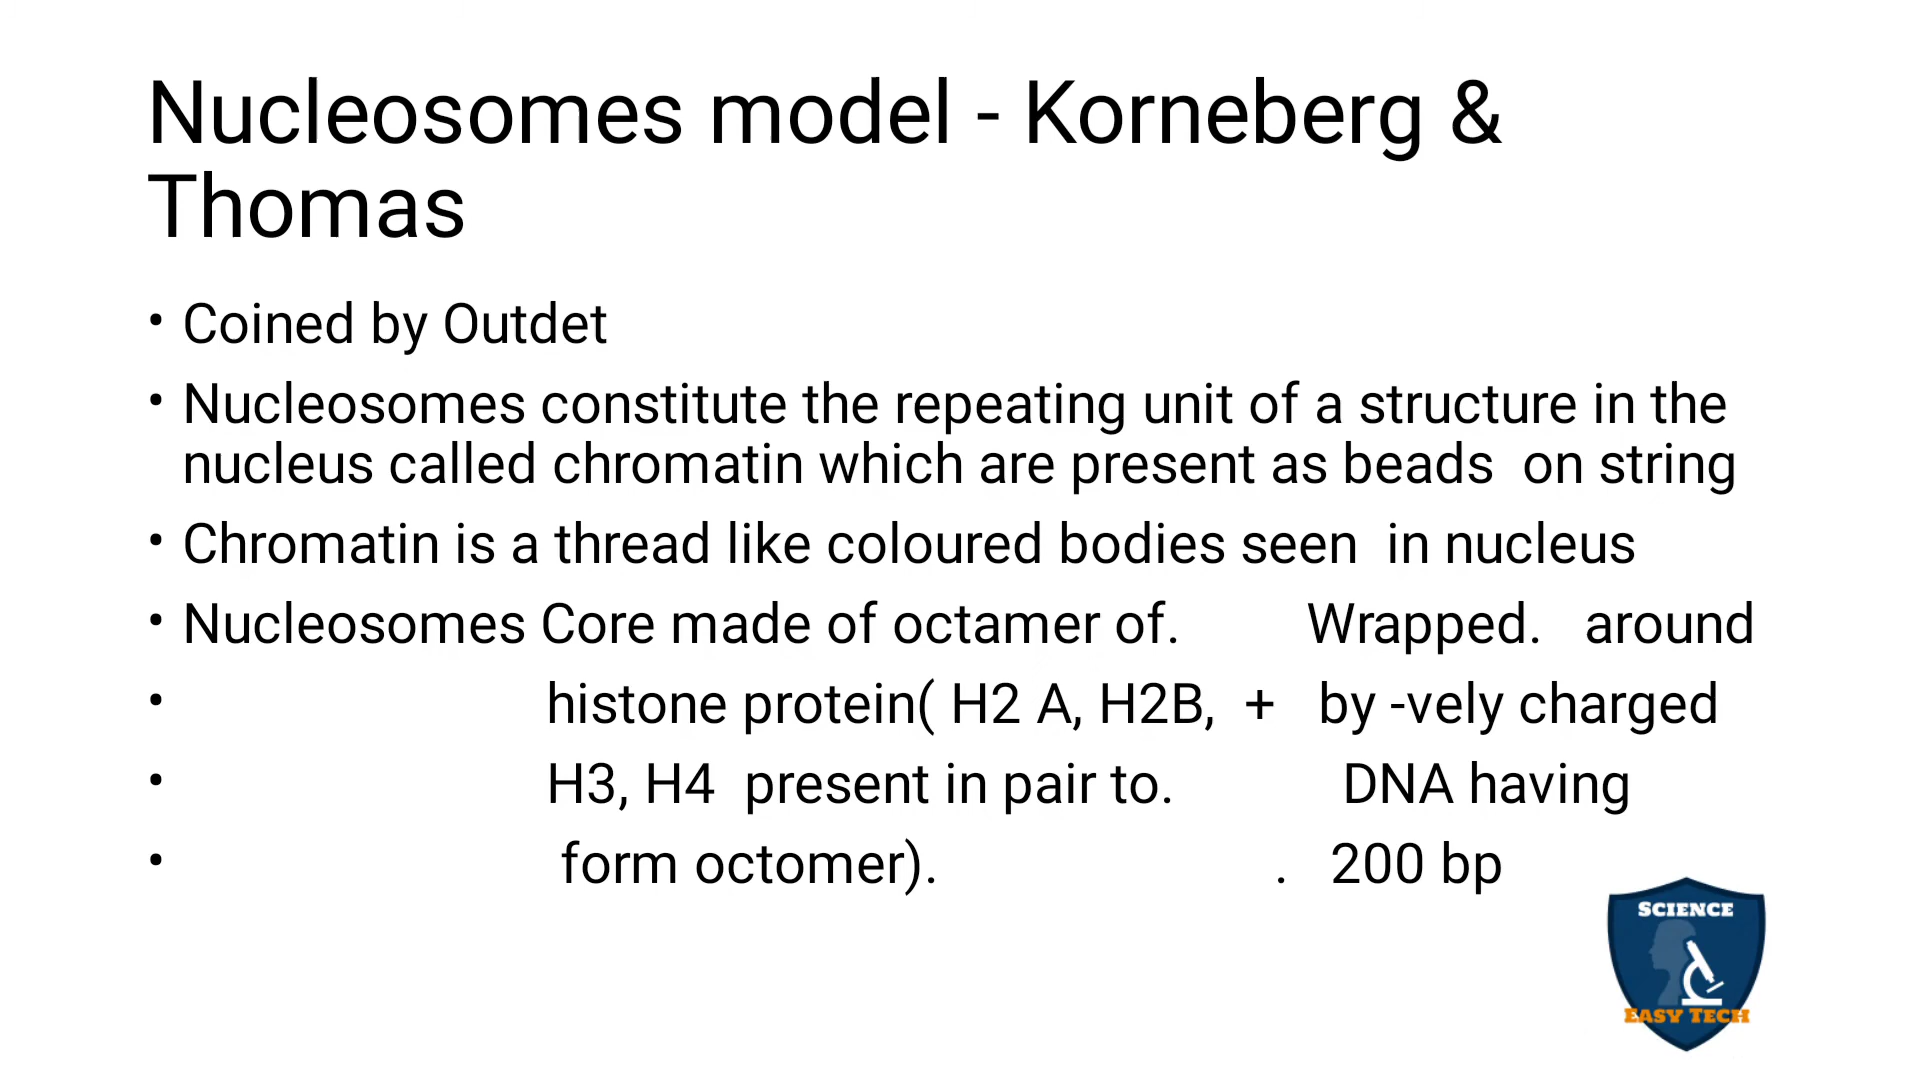 Nucleosomes model - Korneberg &
Thomas
• Coined by Outdet
• Nucleosomes constitute the repeating unit of a structure in the
nucleus called chromatin which are present as beads  on string
• Chromatin is a thread like coloured bodies seen  in nucleus
• Nucleosomes Core made of octamer of.        Wrapped.   around
•                         histone protein( H2 A, H2B,  +   by -vely charged
•                         H3, H4  present in pair to.           DNA having
•                          form octomer).                       .   200 bp
SCIENCE
EASY TECH